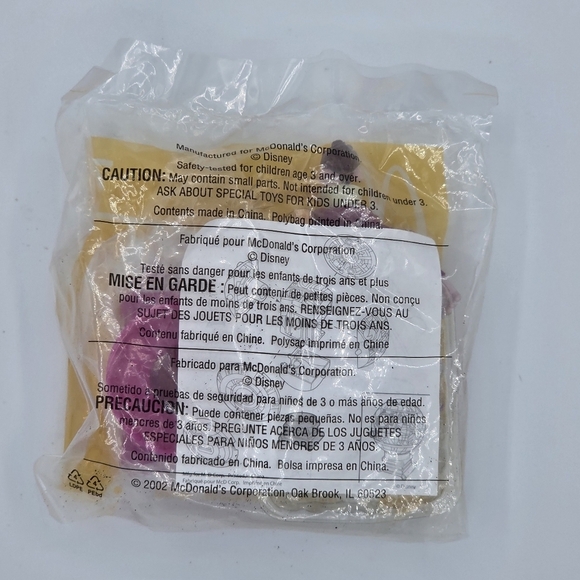 Manufactured for McDonald's Corporation
© Disney
Safety-tested for children age 3 and over.
CAUTION: May contain small parts. Not intended for children under 3.
ASK ABOUT SPECIAL TOYS FOR KIDS UNDER 3.
Contents made in China. Polybag printed in China.
Fabriqué pour McDonald's Corporation
© Disney
Testé sans danger pour les enfants de trois ans et plus
MISE EN GARDE : Peut contenir de petites pièces. Non conçu
pour les enfants de moins de trois ans. RENSEIGNEZ-VOUS AU
SUJET DES JOUETS POUR LES MOINS DE TROIS ANS.
Contenu fabriqué en Chine. Polysac imprimé en Chine
Fabricado para McDonald's Corporation.
© Disney
Sometido a pruebas de seguridad para niños de 3 o más años de edad.
PRECAUCION: Puede contener piezas pequeñas. No es para niños
menores de 3 años. PREGUNTE ACERCA DE LOS JUGUETES
ESPECIALES PARA NIÑOS MENORES DE 3 AÑOS.
Contenido fabricado en China. Bolsa impresa en China.
LDPE PEbd
© 2002 McDonald's Corporation Oak Brook, IL 60523